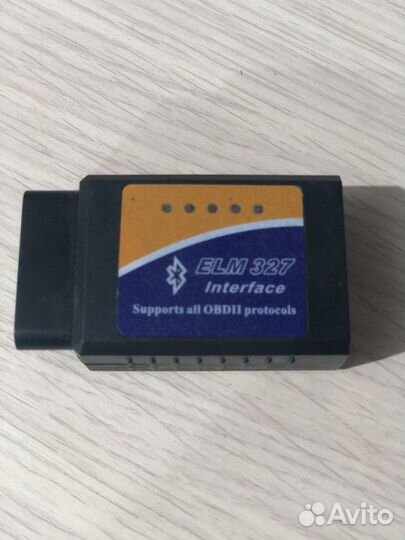 ELM 327
Interface
Supports all OBDII protocols
Avito